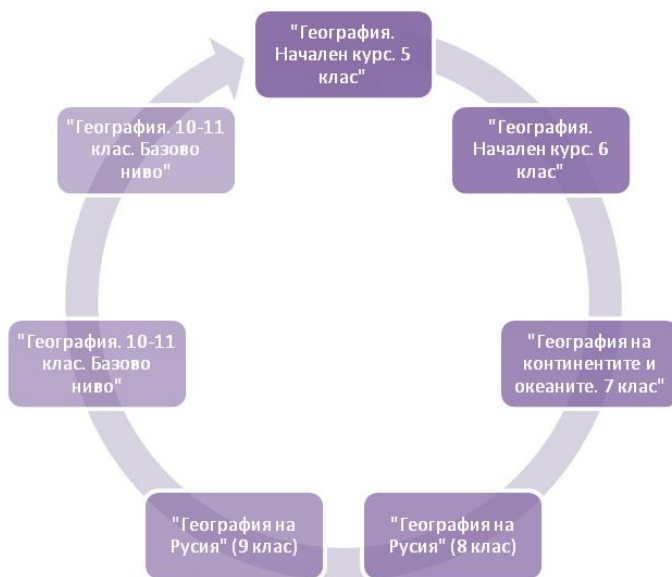 "География.
Начален курс. 5
клас"
"География.
Начален курс. 6
клас"
"География на
континентите и
океаните. 7 клас"
"География на
Русия" (8 клас)
"География на
Русия" (9 клас)
"География. 10-11
клас. Базово
ниво"
"География. 10-11
клас. Базово
ниво"